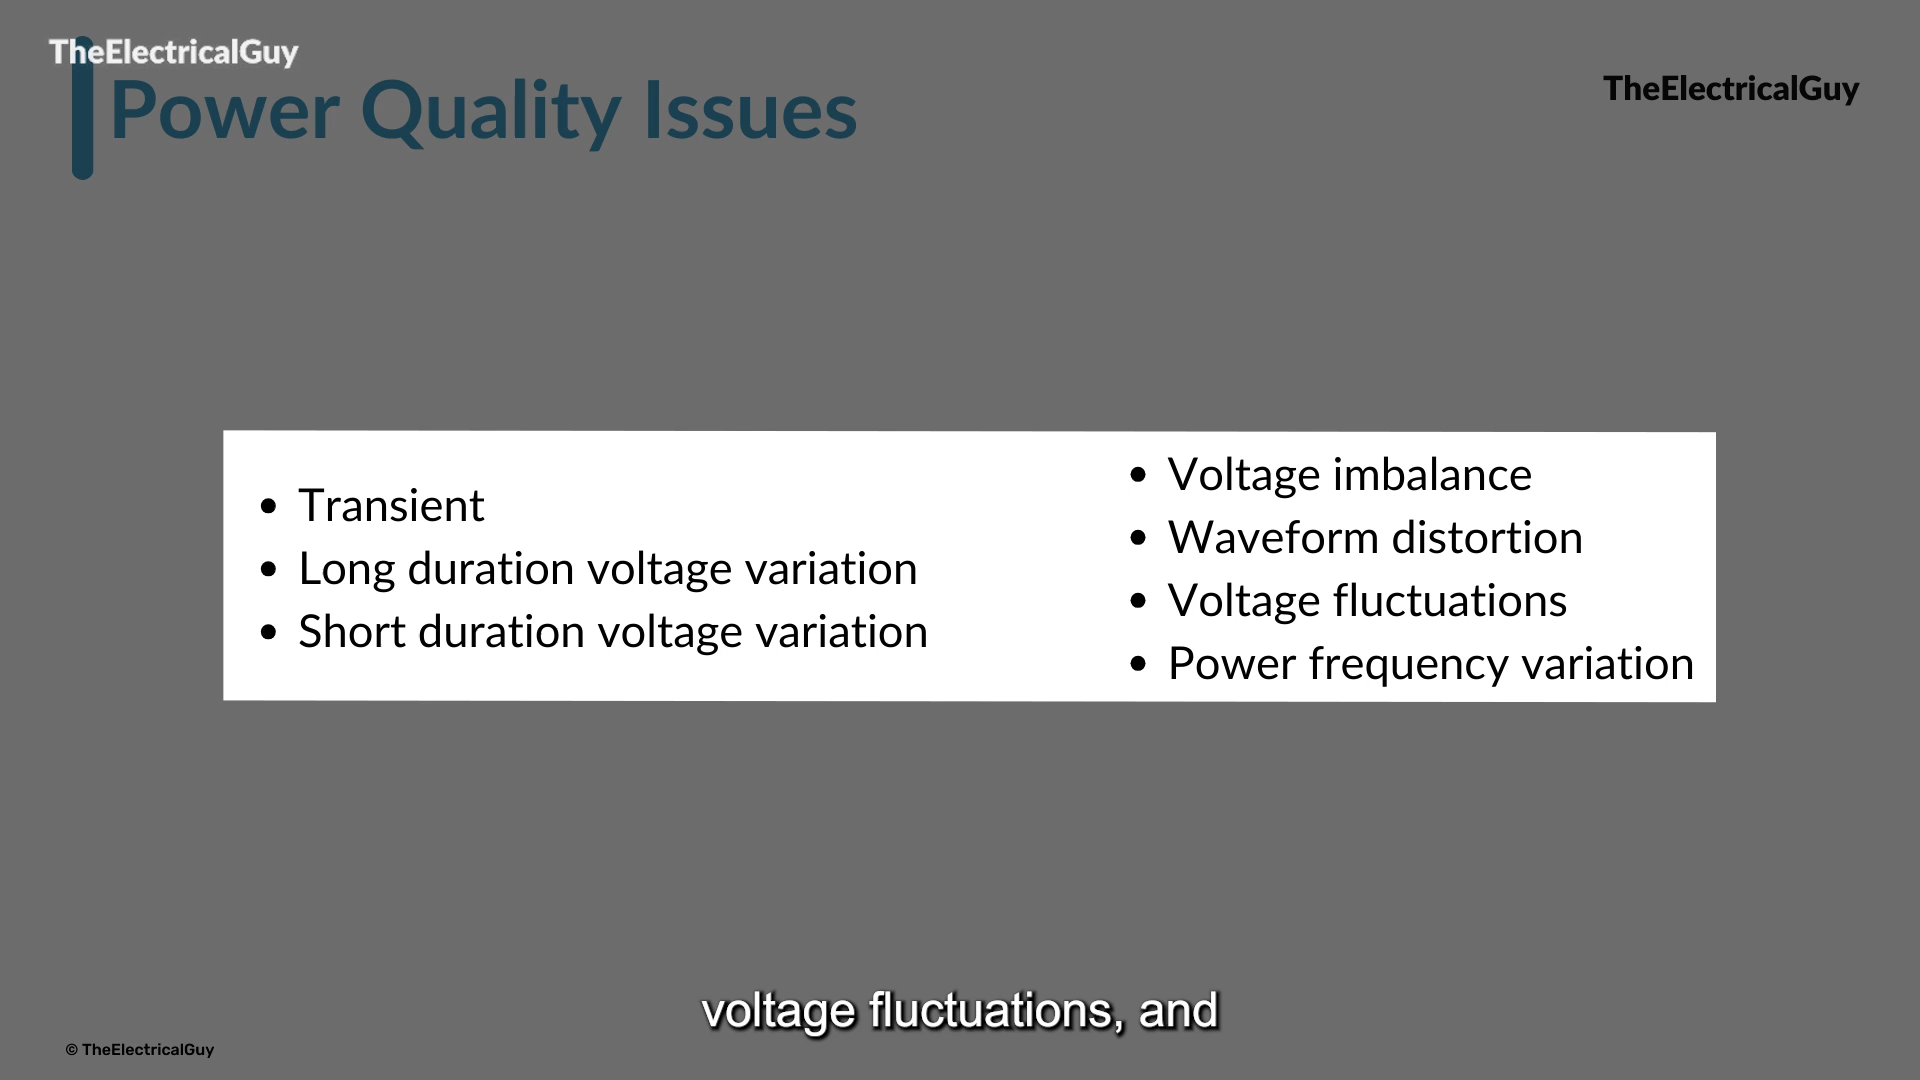 TheElectricalGuy
Power Quality Issues
TheElectricalGuy
• Transient
• Long duration voltage variation
• Short duration voltage variation
• Voltage imbalance
• Waveform distortion
• Voltage fluctuations
• Power frequency variation
voltage fluctuations, and
© TheElectricalGuy